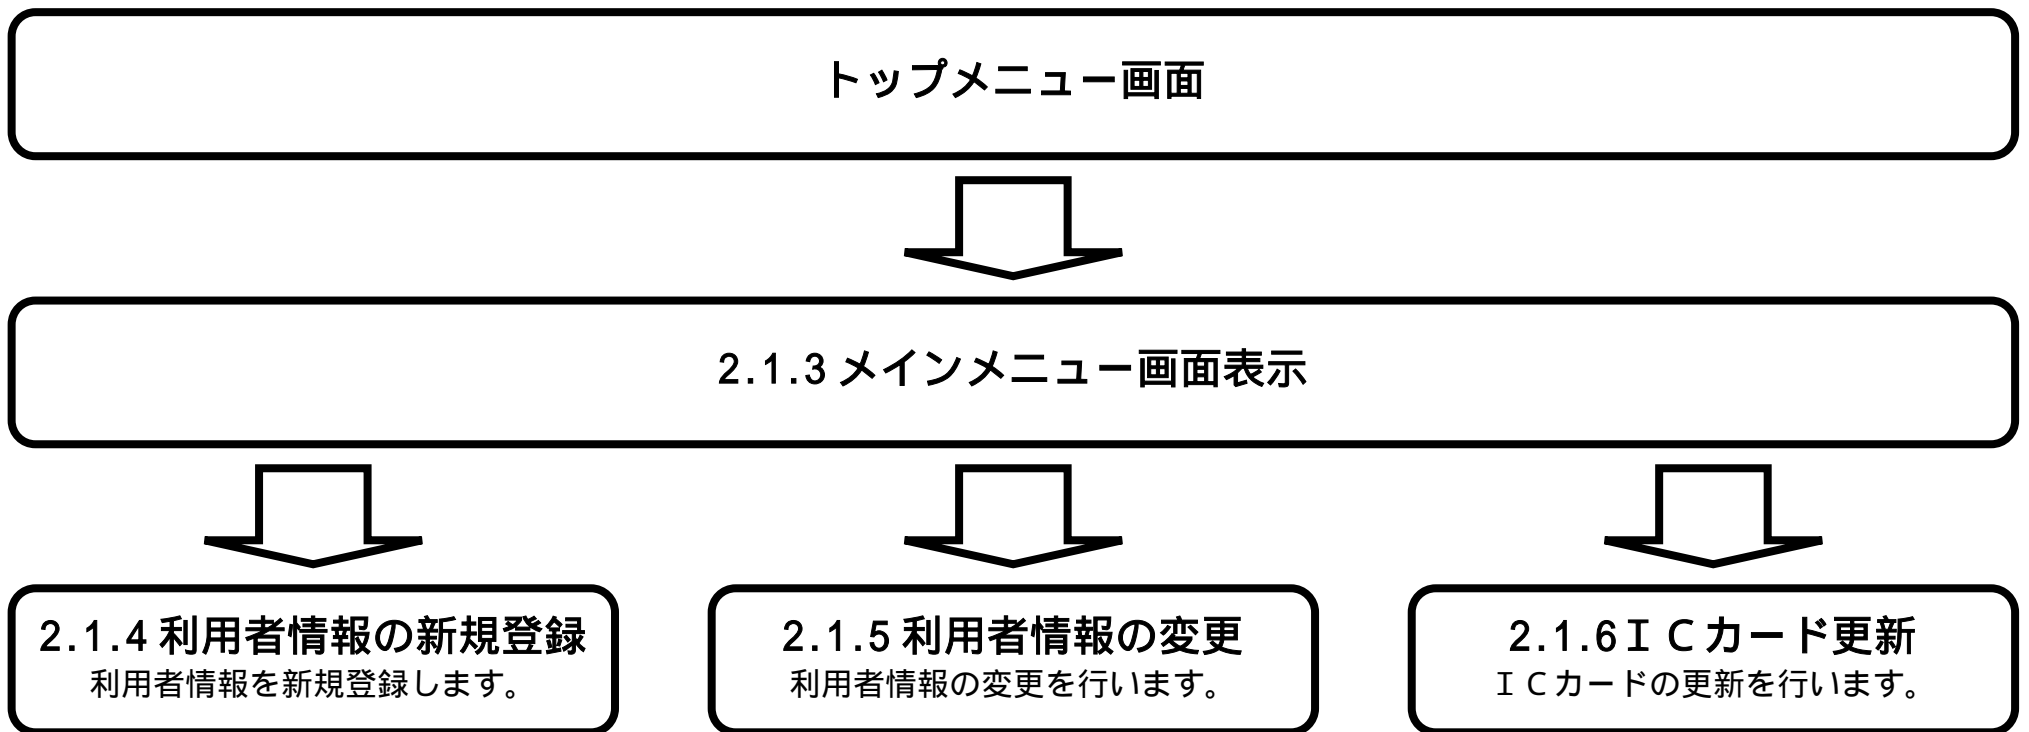 トップメニュー画面
2.1.3 メインメニュー画面表示
2.1.4 利用者情報の新規登録
利用者情報を新規登録します。
2.1.5 利用者情報の変更
利用者情報の変更を行います。
2.1.6ＩＣカード更新
ＩＣカードの更新を行います。